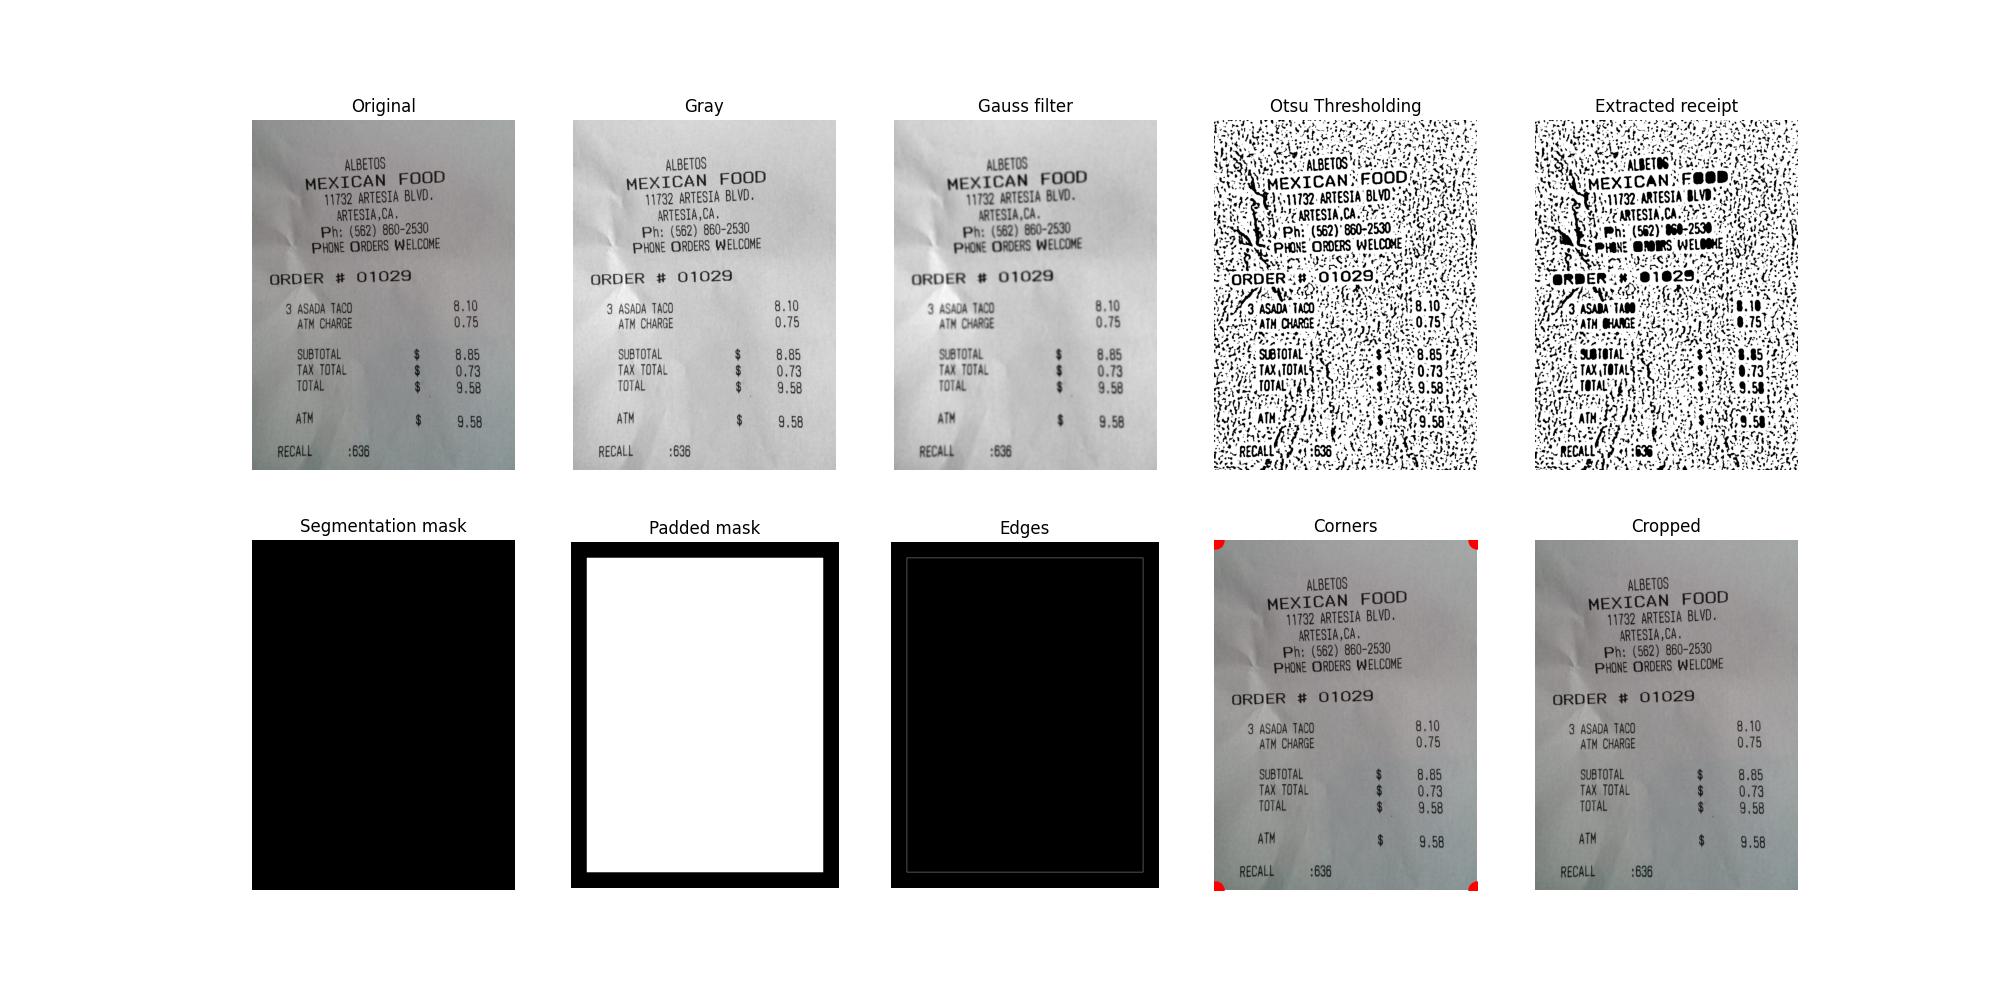 Original
ALBETOS
MEXICAN FOOD
11732 ARTESIA BLVD.
ARTESIA,CA.
Ph: (562) 860-2530
PHONE ORDERS WELCOME
ORDER # 01029
3 ASADA TACO 8.10
ATM CHARGE 0.75
SUBTOTAL $ 8.85
TAX TOTAL $ 0.73
TOTAL $ 9.58
ATM $ 9.58
RECALL :636
Gray
ALBETOS
MEXICAN FOOD
11732 ARTESIA BLVD.
ARTESIA,CA.
Ph: (562) 860-2530
PHONE ORDERS WELCOME
ORDER # 01029
3 ASADA TACO 8.10
ATM CHARGE 0.75
SUBTOTAL $ 8.85
TAX TOTAL $ 0.73
TOTAL $ 9.58
ATM $ 9.58
RECALL :636
Gauss filter
ALBETOS
MEXICAN FOOD
11732 ARTESIA BLVD.
ARTESIA,CA.
Ph: (562) 860-2530
PHONE ORDERS WELCOME
ORDER # 01029
3 ASADA TACO 8.10
ATM CHARGE 0.75
SUBTOTAL $ 8.85
TAX TOTAL $ 0.73
TOTAL $ 9.58
ATM $ 9.58
RECALL :636
Otsu Thresholding
ALBETOS
MEXICAN FOOD
11732 ARTESIA BLVD.
ARTESIA,CA.
Ph: (562) 860-2530
PHONE ORDERS WELCOME
ORDER # 01029
3 ASADA TACO 8.10
ATM CHARGE 0.75
SUBTOTAL $ 8.85
TAX TOTAL $ 0.73
TOTAL $ 9.58
ATM $ 9.58
RECALL :636
Extracted receipt
ALBETOS
MEXICAN FOOD
11732 ARTESIA BLVD
ARTESIA,CA.
Ph: (562) 860-2530
PHONE ORDERS WELCOME
ORDER # 01029
3 ASADA TACO 8.10
ATM CHARGE 0.75
SUBTOTAL $ 8.85
TAX TOTAL $ 0.73
TOTAL $ 9.58
ATM $ 9.58
RECALL :636
Segmentation mask
Padded mask
Edges
Corners
ALBETOS
MEXICAN FOOD
11732 ARTESIA BLVD.
ARTESIA,CA.
Ph: (562) 860-2530
PHONE ORDERS WELCOME
ORDER # 01029
3 ASADA TACO 8.10
ATM CHARGE 0.75
SUBTOTAL $ 8.85
TAX TOTAL $ 0.73
TOTAL $ 9.58
ATM $ 9.58
RECALL :636
Cropped
ALBETOS
MEXICAN FOOD
11732 ARTESIA BLVD.
ARTESIA,CA.
Ph: (562) 860-2530
PHONE ORDERS WELCOME
ORDER # 01029
3 ASADA TACO 8.10
ATM CHARGE 0.75
SUBTOTAL $ 8.85
TAX TOTAL $ 0.73
TOTAL $ 9.58
ATM $ 9.58
RECALL :636